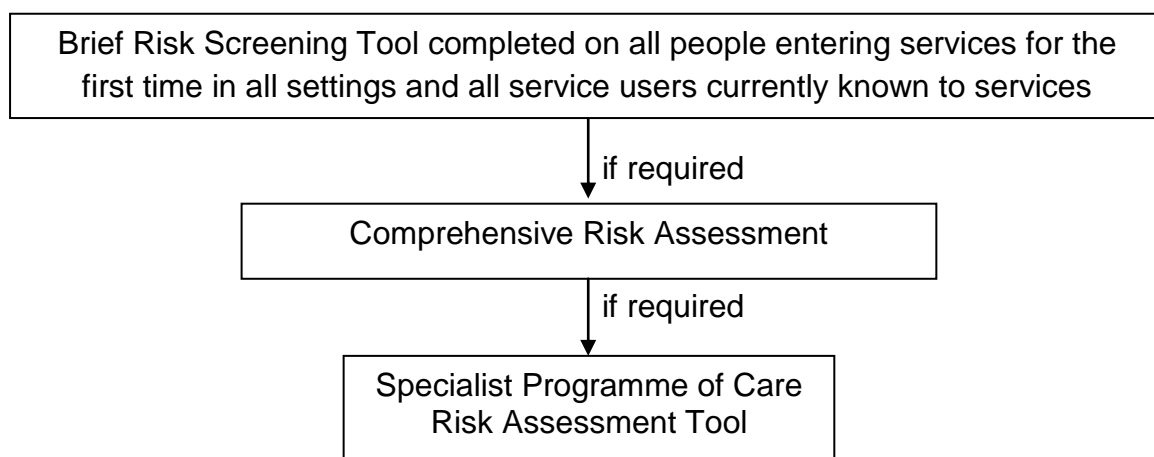 Brief Risk Screening Tool completed on all people entering services for the
first time in all settings and all service users currently known to services
if required
Comprehensive Risk Assessment
if required
Specialist Programme of Care
Risk Assessment Tool